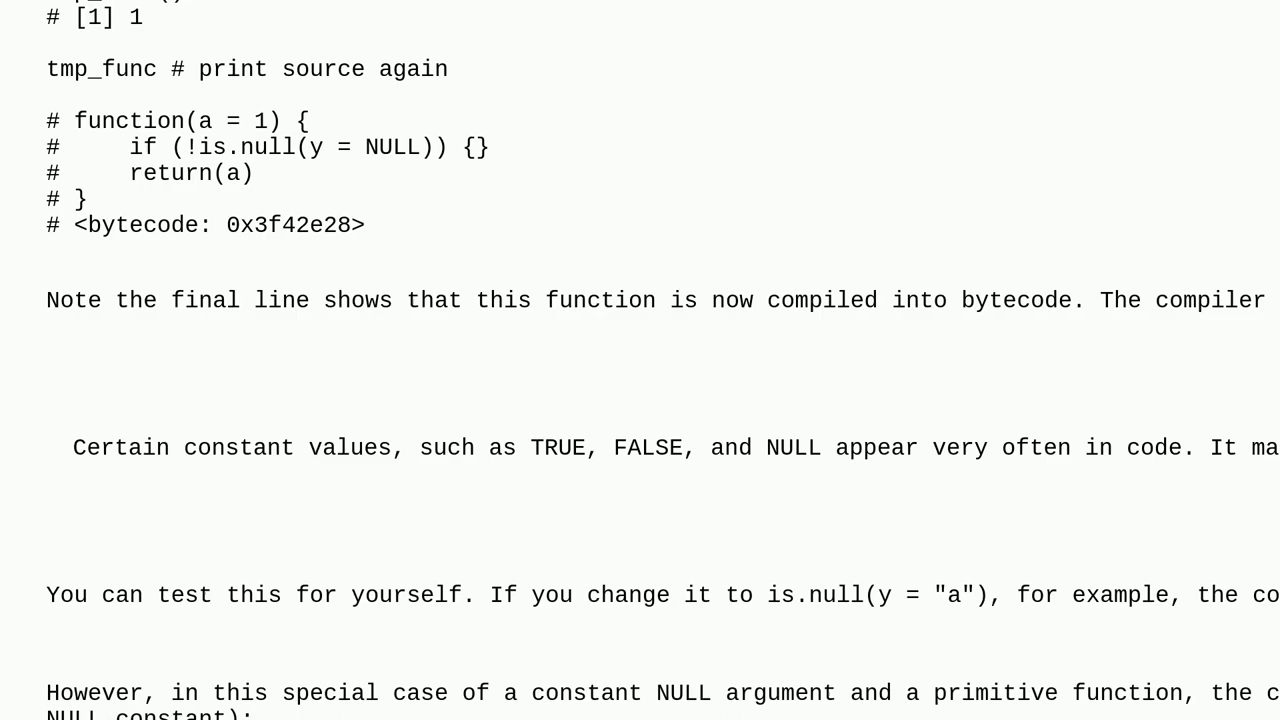 # [1] 1
tmp_func # print source again
# function(a = 1) {
#     if (!is.null(y = NULL)) {}
#     return(a)
# }
# <bytecode: 0x3f42e28>
Note the final line shows that this function is now compiled into bytecode. The compiler
Certain constant values, such as TRUE, FALSE, and NULL appear very often in code. It ma
You can test this for yourself. If you change it to is.null(y = "a"), for example, the co
However, in this special case of a constant NULL argument and a primitive function, the c
NULL constant):